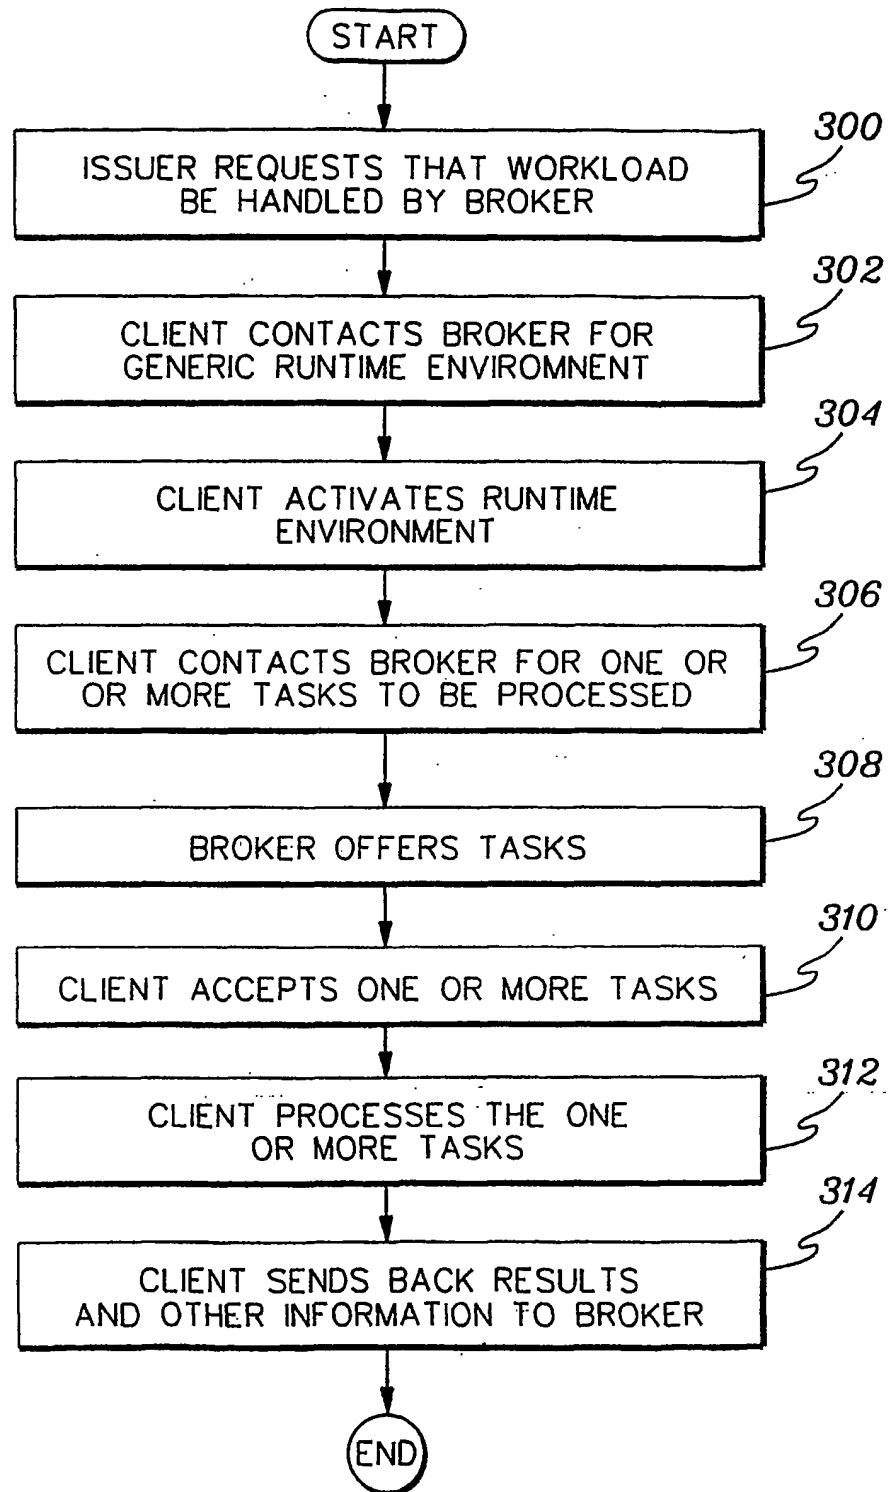 START
300
ISSUER REQUESTS THAT WORKLOAD
BE HANDLED BY BROKER
302
CLIENT CONTACTS BROKER FOR
GENERIC RUNTIME ENVIROMNENT
304
CLIENT ACTIVATES RUNTIME
ENVIRONMENT
306
CLIENT CONTACTS BROKER FOR ONE OR
OR MORE TASKS TO BE PROCESSED
308
BROKER OFFERS TASKS
310
CLIENT ACCEPTS ONE OR MORE TASKS
312
CLIENT PROCESSES THE ONE
OR MORE TASKS
314
CLIENT SENDS BACK RESULTS
AND OTHER INFORMATION TO BROKER
END